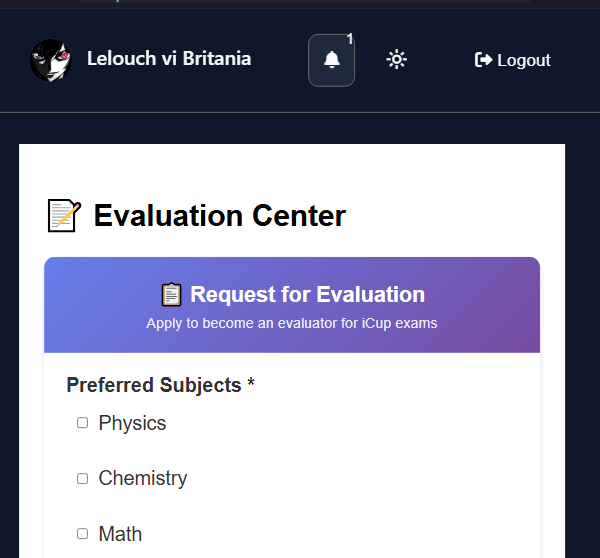 1
Lelouch vi Britania
Logout
Evaluation Center
Request for Evaluation
Apply to become an evaluator for iCup exams
Preferred Subjects *
Physics
Chemistry
Math